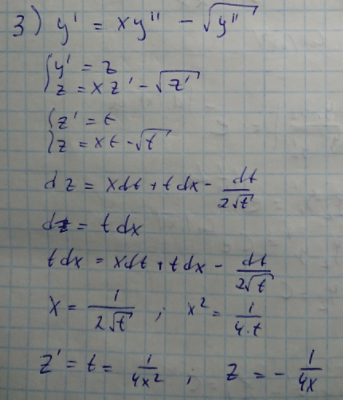 3) y' = xy'' − √y''
{ y' = z
{ z = xz' − √z'
{ z' = t
{ z = xt − √t
dz = xdt + tdx − dt/2√t
dz = tdx
tdx = xdt + tdx − dt/2√t
x = 1/2√t ; x² = 1/4·t
z' = t = 1/4x² ; z = − 1/4x